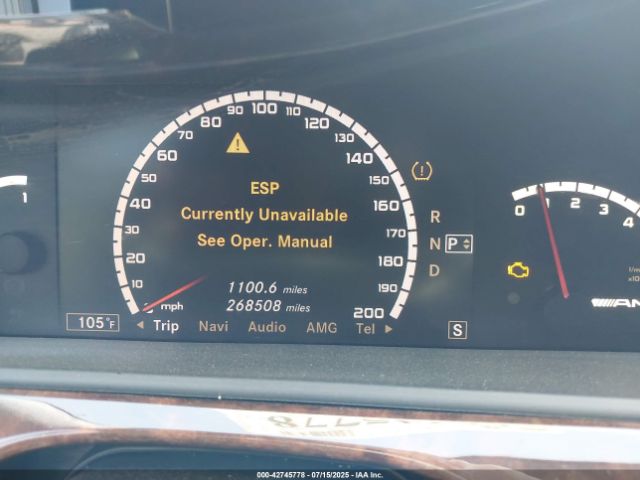 100
90
110
80
120
70
130
60
140
50
150
40
160
30
170
20
180
10
190
200
mph
ESP
Currently Unavailable
See Oper. Manual
1100.6 miles
268508 miles
105°F
Trip Navi Audio AMG Tel
R
N P
D
S
1
0 1 2 3 4
AM
000-42745778 - 07/15/2025 - IAA Inc.